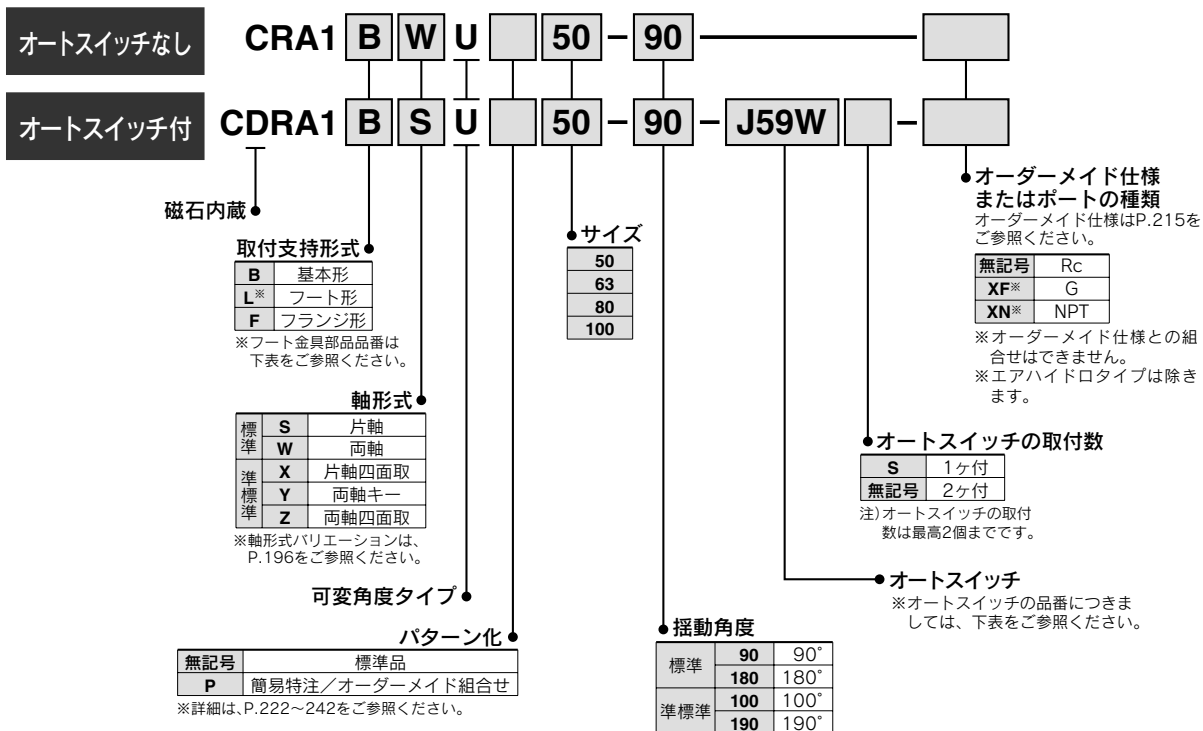 オートスイッチなし CRA1 B W U 50 - 90
オートスイッチ付 CDRA1 B S U 50 - 90 - J59W -
磁石内蔵
取付支持形式
B 基本形
L※ フート形
F フランジ形
※フート金具部品品番は
下表をご参照ください。
軸形式
標準 S 片軸
W 両軸
準標準 X 片軸四面取
Y 両軸キー
Z 両軸四面取
※軸形式バリエーションは、
P.196をご参照ください。
可変角度タイプ
パターン化
無記号 標準品
P 簡易特注／オーダーメイド組合せ
※詳細は、P.222〜242をご参照ください。
サイズ
50
63
80
100
揺動角度
標準 90 90°
180 180°
準標準 100 100°
190 190°
オートスイッチ
※オートスイッチの品番につきま
しては、下表をご参照ください。
オートスイッチの取付数
S 1ヶ付
無記号 2ヶ付
注)オートスイッチの取付
数は最高2個までです。
オーダーメイド仕様
またはポートの種類
オーダーメイド仕様はP.215を
ご参照ください。
無記号 Rc
XF※ G
XN※ NPT
※オーダーメイド仕様との組
合せはできません。
※エアハイドロタイプは除き
ます。